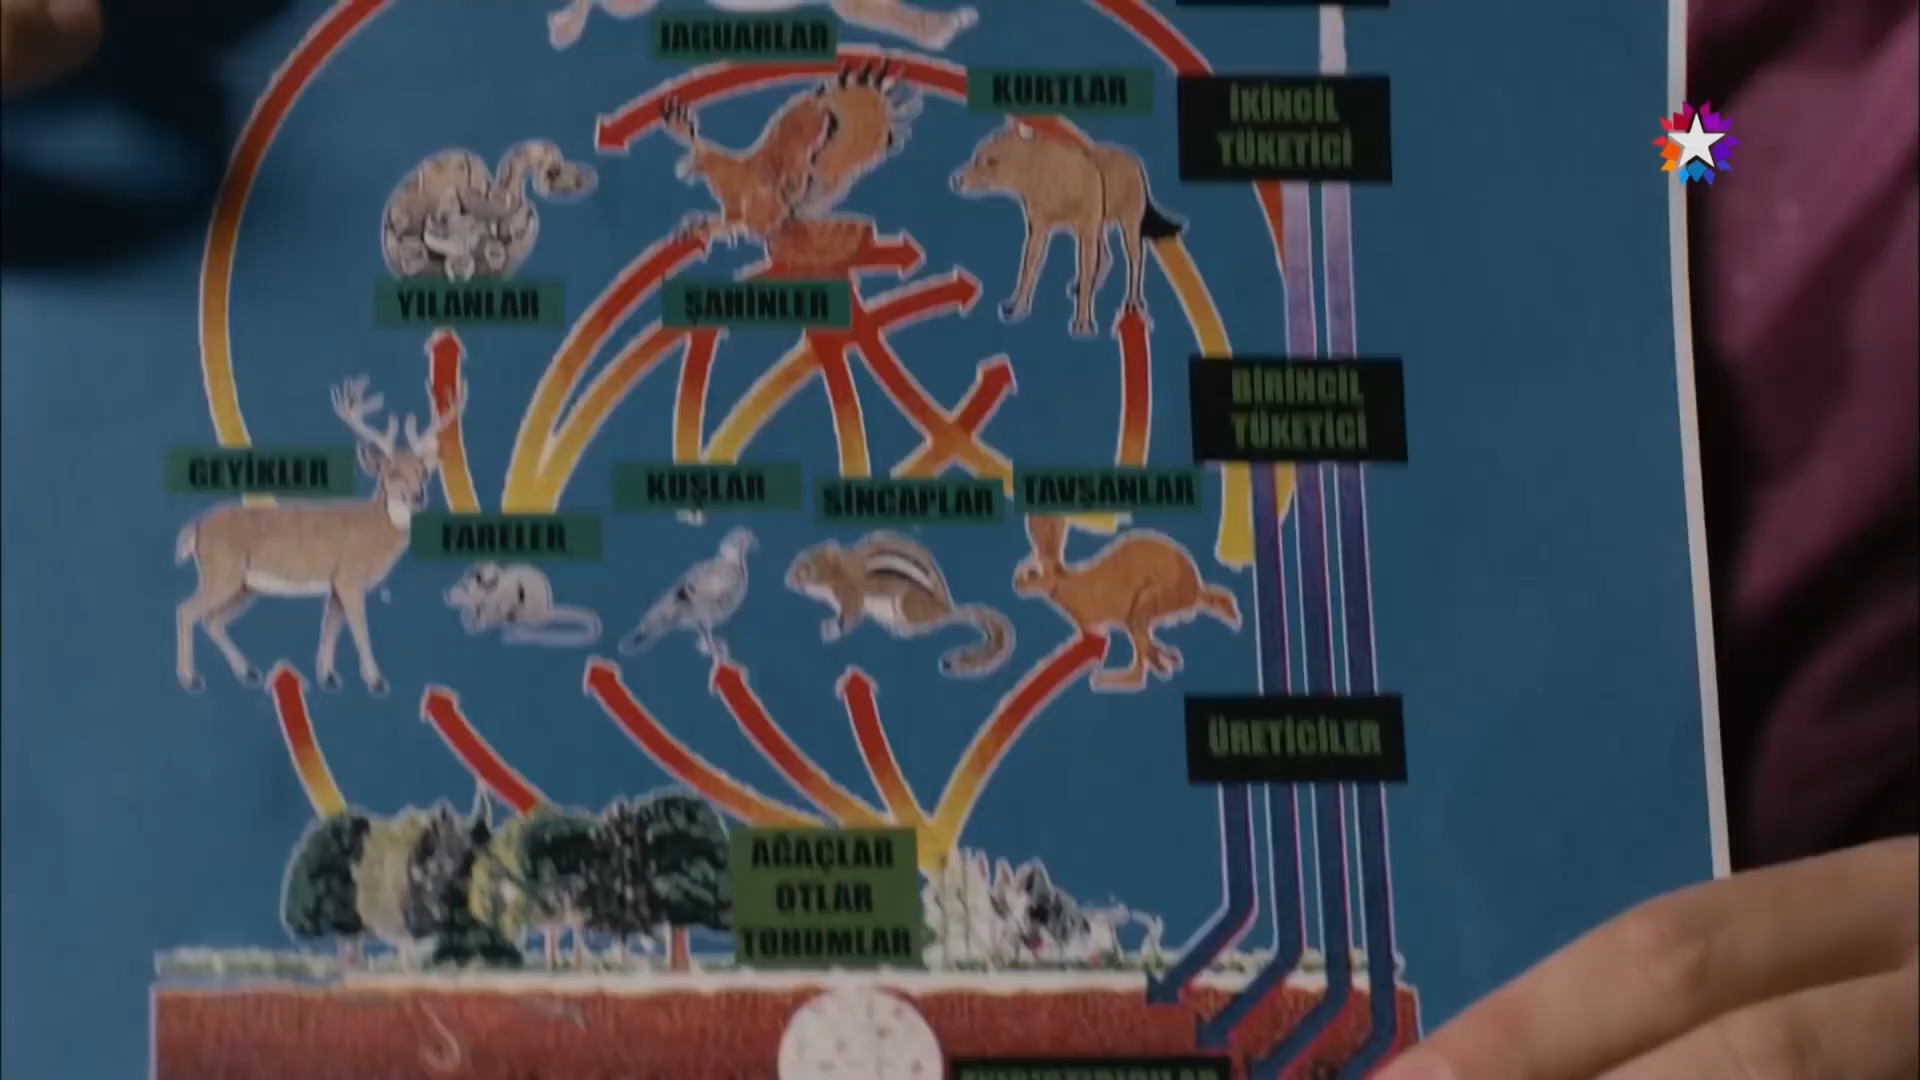 JAGUARLAR
KURTLAR
İKİNCİL
TÜKETİCİ
YILANLAR
ŞAHİNLER
BİRİNCİL
TÜKETİCİ
GEYİKLER
KUŞLAR
SİNCAPLAR
TAVŞANLAR
FARELER
ÜRETİCİLER
AĞAÇLAR
OTLAR
TOHUMLAR